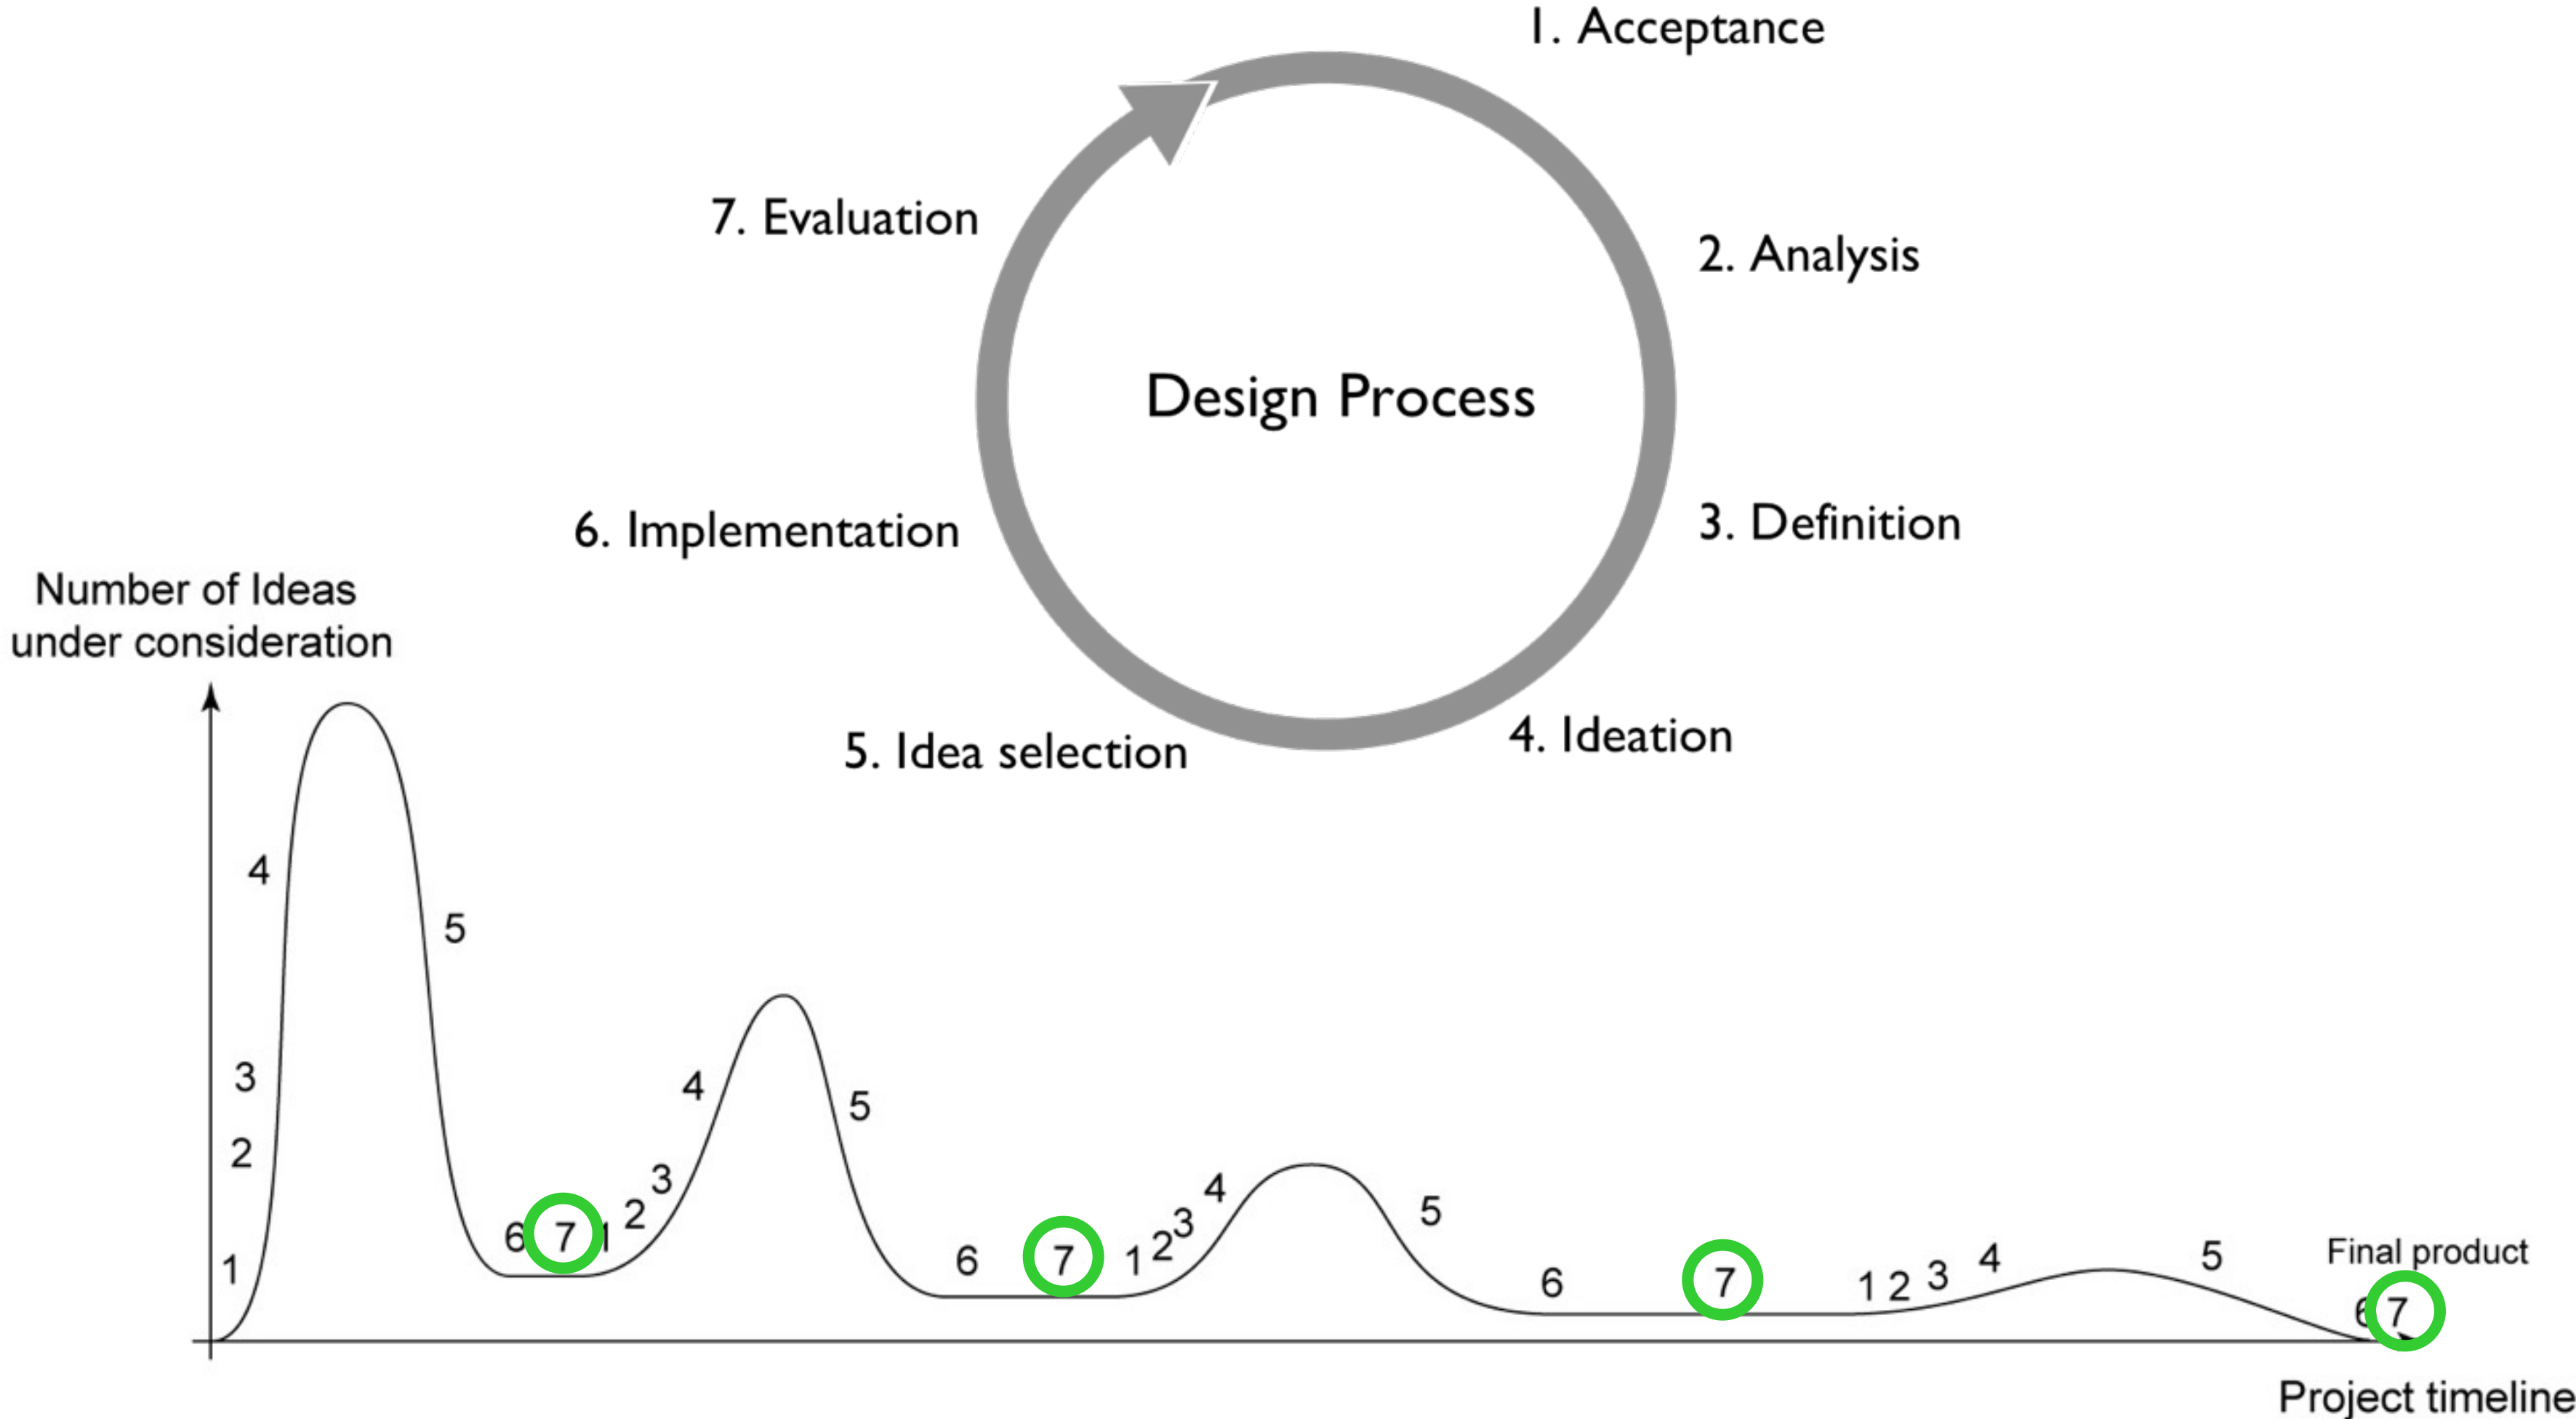 1. Acceptance
2. Analysis
3. Definition
4. Ideation
5. Idea selection
6. Implementation
7. Evaluation
Design Process
Number of Ideas
under consideration
1
2
3
4
5
6
7
1
2
3
4
5
6
7
1
2
3
4
5
6
7
1
2
3
4
5
6
7
Final product
Project timeline